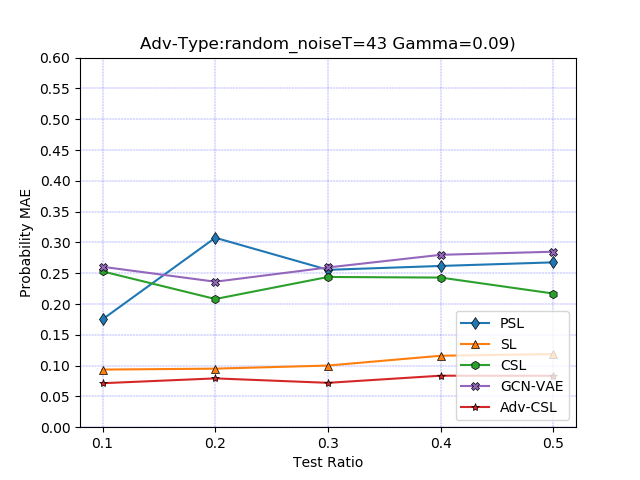 Adv-Type:random_noiseT=43 Gamma=0.09)
Probability MAE
0.60
0.55
0.50
0.45
0.40
0.35
0.30
0.25
0.20
0.15
0.10
0.05
0.00
PSL
SL
CSL
GCN-VAE
Adv-CSL
0.1 0.2 0.3 0.4 0.5
Test Ratio